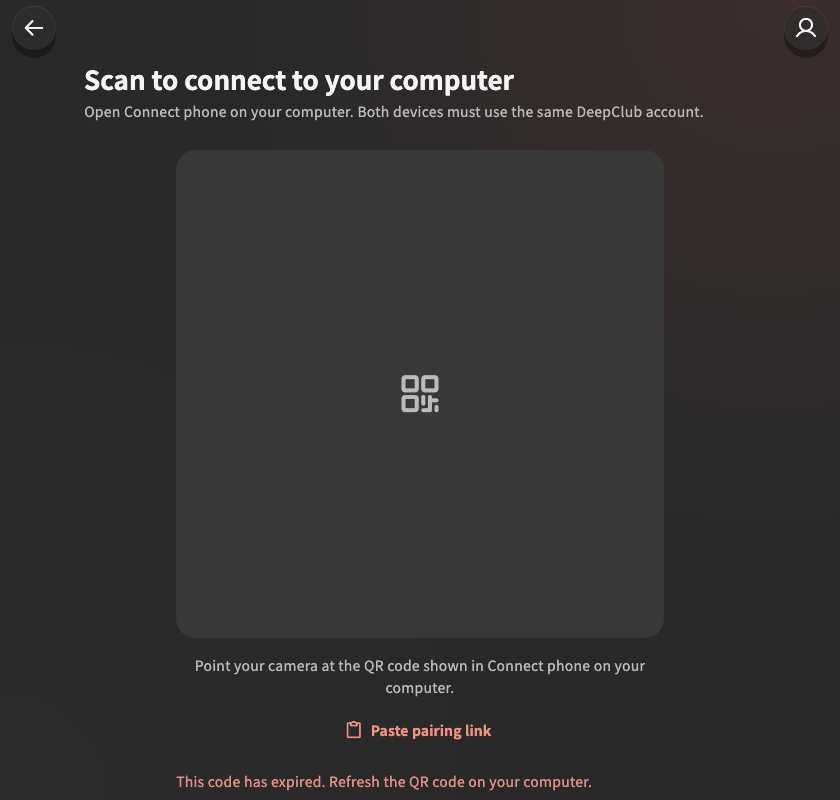 Scan to connect to your computer
Open Connect phone on your computer. Both devices must use the same DeepClub account.
Point your camera at the QR code shown in Connect phone on your
computer.
Paste pairing link
This code has expired. Refresh the QR code on your computer.